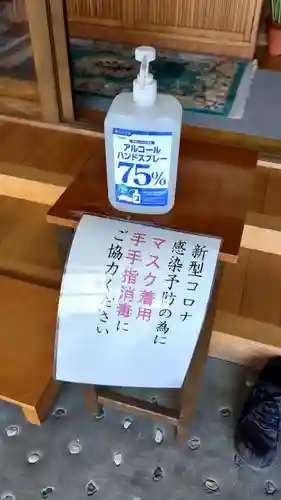 アルコール
ハンドスプレー
75%
新型コロナ
感染予防の為に
マスク着用
手手指消毒に
ご協力ください